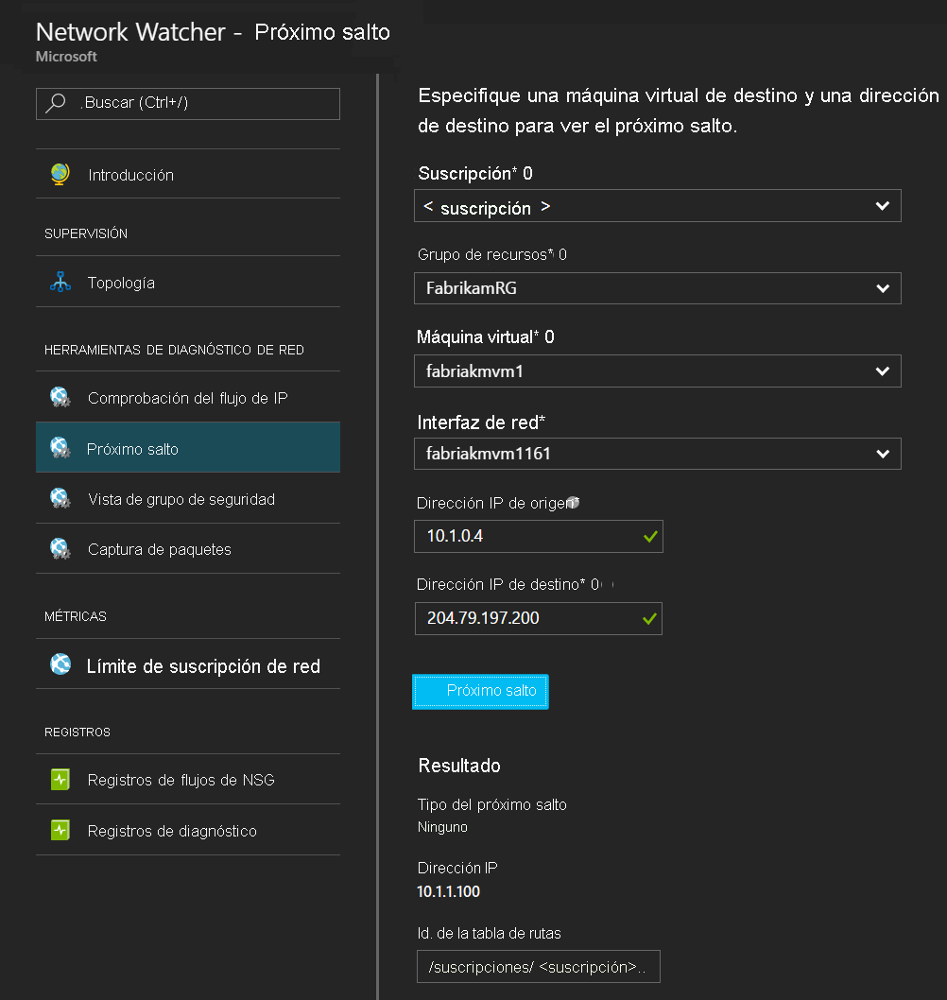 Network Watcher - Próximo salto
Microsoft
Buscar (Ctrl+/)
Introducción
SUPERVISIÓN
Topología
HERRAMIENTAS DE DIAGNÓSTICO DE RED
Comprobación del flujo de IP
Próximo salto
Vista de grupo de seguridad
Captura de paquetes
MÉTRICAS
Límite de suscripción de red
REGISTROS
Registros de flujos de NSG
Registros de diagnóstico
Especifique una máquina virtual de destino y una dirección
de destino para ver el próximo salto.
Suscripción* 0
< suscripción >
Grupo de recursos* 0
FabrikamRG
Máquina virtual* 0
fabriakmvm1
Interfaz de red*
fabriakmvm1161
Dirección IP de origen*
10.1.0.4
Dirección IP de destino* 0
204.79.197.200
Próximo salto
Resultado
Tipo del próximo salto
Ninguno
Dirección IP
10.1.1.100
Id. de la tabla de rutas
/suscripciones/ <suscripción>..